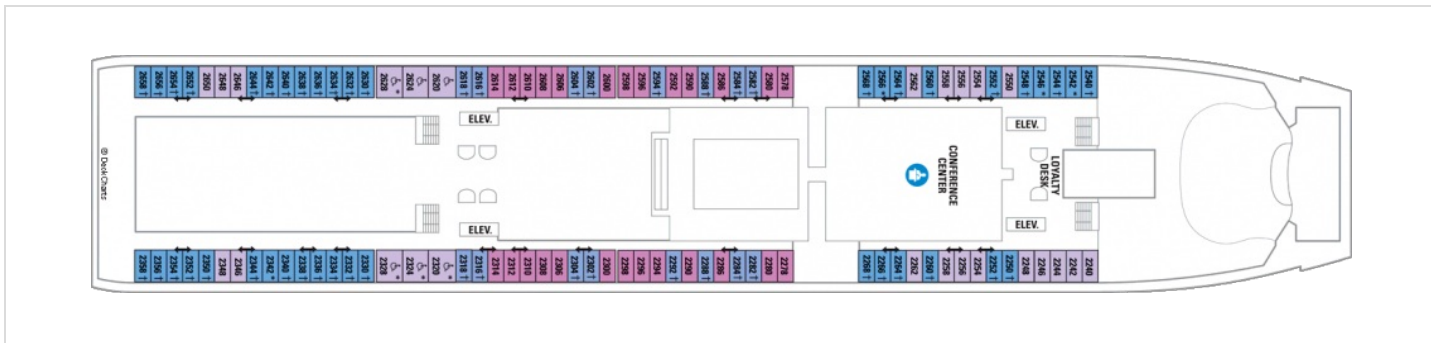 2658↑ 2656↑ 2654↑ 2652↑ 2650 2648 2646 2644↑ 2642↑ 2640↑ 2638↑ 2636↑ 2634↑ 2632↑ 2630↑ 2628 2624 2620 2618↑ 2616↑ 2614 2612 2610 2608 2606 2604↑ 2602↑ 2600 2598 2596 2594↑ 2592 2590 2588↑ 2586 2584↑ 2582↑ 2580 2578 2568↑ 2566 2564↑ 2562 2560↑ 2558 2556 2554 2552↑ 2550 2548↑ 2546 2544↑ 2542 2540↑
ELEV.
ELEV.
© DeckCharts
CONFERENCE
CENTER
LOYALTY
DESK
ELEV.
ELEV.
2358↑ 2356↑ 2354↑ 2352↑ 2350↑ 2348 2346 2344↑ 2342 2340↑ 2338↑ 2336↑ 2334↑ 2332↑ 2330↑ 2328 2324 2320 2318↑ 2316↑ 2314 2312 2310 2308 2306 2304↑ 2302↑ 2300 2298 2296 2294 2292↑ 2290 2288↑ 2286 2284↑ 2282↑ 2280 2278 2268↑ 2266↑ 2264↑ 2262 2260↑ 2258 2256 2254 2252↑ 2250↑ 2248 2246 2244 2242 2240